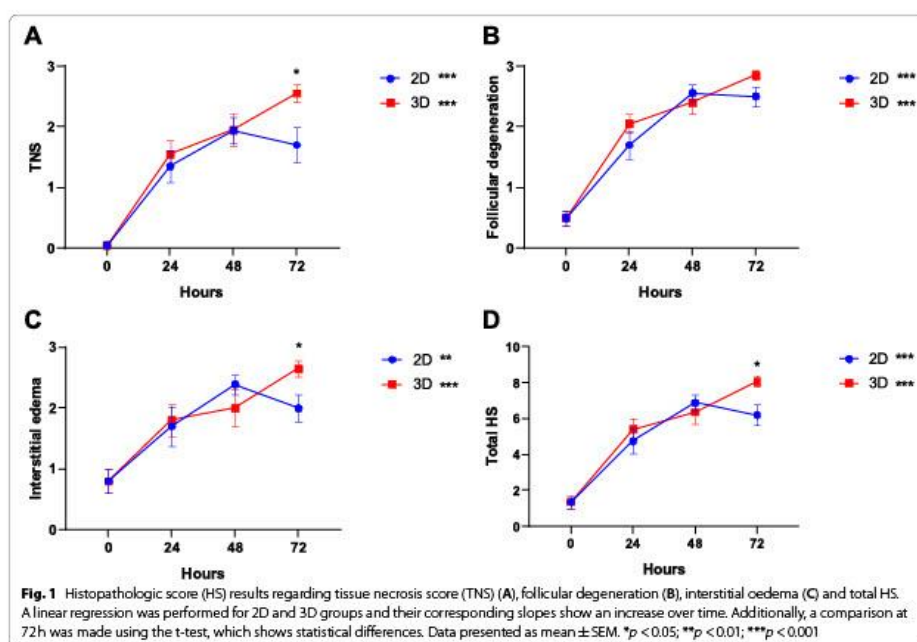 A
TNS
3
2
1
0
0 24 48 72
Hours
*
2D ***
3D ***
B
Follicular degeneration
3
2
1
0
0 24 48 72
Hours
2D ***
3D ***
C
Interstitial edema
3
2
1
0
0 24 48 72
Hours
*
2D **
3D ***
D
Total HS
10
8
6
4
2
0
0 24 48 72
Hours
*
2D ***
3D ***
Fig. 1 Histopathologic score (HS) results regarding tissue necrosis score (TNS) (A), follicular degeneration (B), interstitial oedema (C) and total HS.
A linear regression was performed for 2D and 3D groups and their corresponding slopes show an increase over time. Additionally, a comparison at
72h was made using the t-test, which shows statistical differences. Data presented as mean ± SEM. *p < 0.05; **p < 0.01; ***p < 0.001